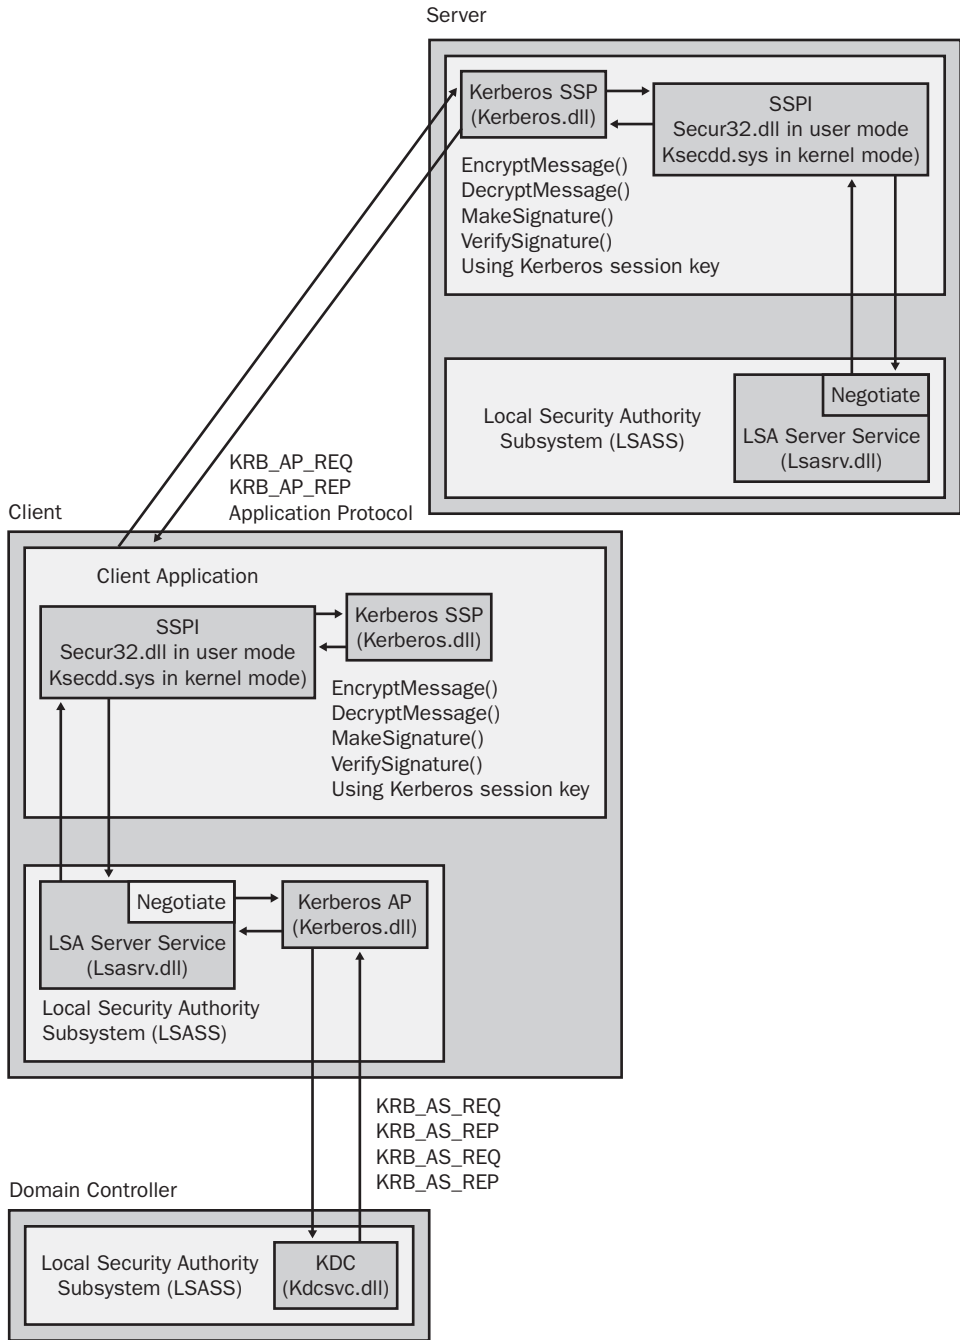 Server
Kerberos SSP
(Kerberos.dll)
SSPI
Secur32.dll in user mode
Ksecdd.sys in kernel mode)
EncryptMessage()
DecryptMessage()
MakeSignature()
VerifySignature()
Using Kerberos session key
Negotiate
LSA Server Service
(Lsasrv.dll)
Local Security Authority
Subsystem (LSASS)
KRB_AP_REQ
KRB_AP_REP
Application Protocol
Client
Client Application
SSPI
Secur32.dll in user mode
Ksecdd.sys in kernel mode)
Kerberos SSP
(Kerberos.dll)
EncryptMessage()
DecryptMessage()
MakeSignature()
VerifySignature()
Using Kerberos session key
Negotiate
LSA Server Service
(Lsasrv.dll)
Kerberos AP
(Kerberos.dll)
Local Security Authority
Subsystem (LSASS)
KRB_AS_REQ
KRB_AS_REP
KRB_AS_REQ
KRB_AS_REP
Domain Controller
Local Security Authority
Subsystem (LSASS)
KDC
(Kdcsvc.dll)